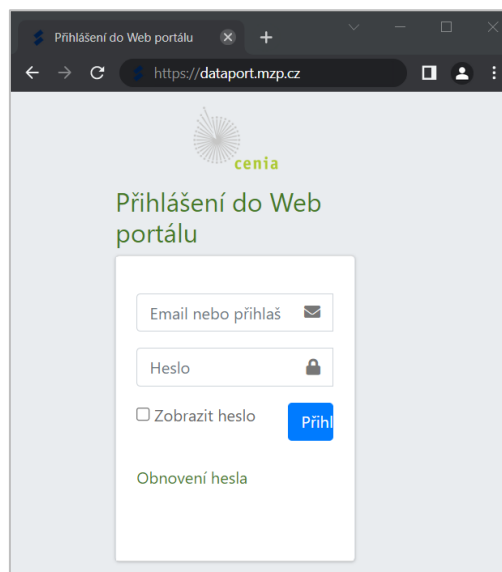 Přihlášení do Web portálu
https://dataport.mzp.cz
cenia
Přihlášení do Web
portálu
Email nebo přihlaš
Heslo
Zobrazit heslo
Přihl
Obnovení hesla